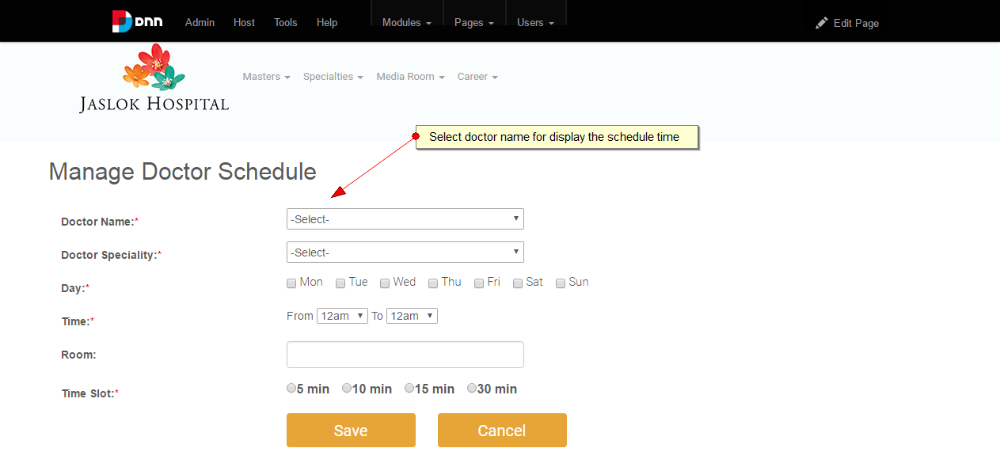 DNN Admin Host Tools Help Modules Pages Users Edit Page
Masters Specialties Media Room Career
JASLOK HOSPITAL
Select doctor name for display the schedule time
Manage Doctor Schedule
Doctor Name:* -Select-
Doctor Speciality:* -Select-
Day:* Mon Tue Wed Thu Fri Sat Sun
Time:* From 12am To 12am
Room:
Time Slot:* 5 min 10 min 15 min 30 min
Save Cancel